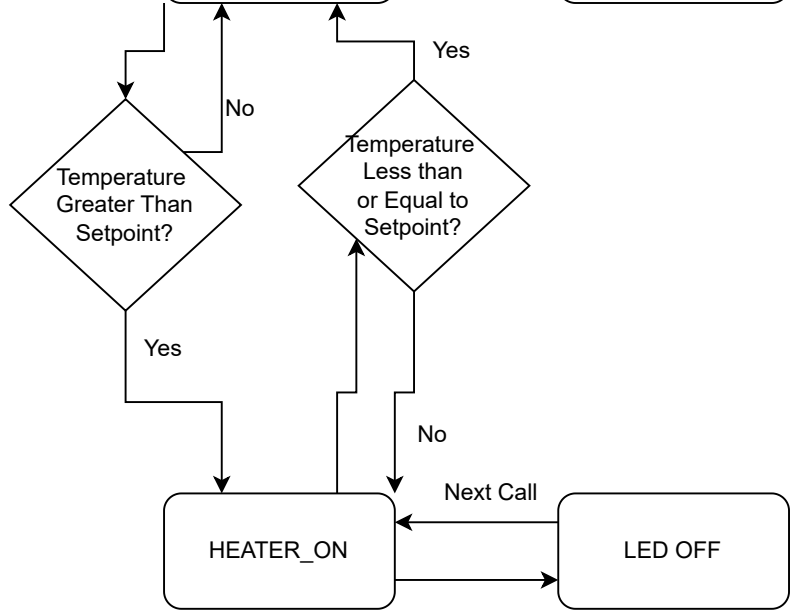 Yes
No
Temperature
Less than
or Equal to
Setpoint?
Temperature
Greater Than
Setpoint?
Yes
No
Next Call
HEATER_ON
LED OFF